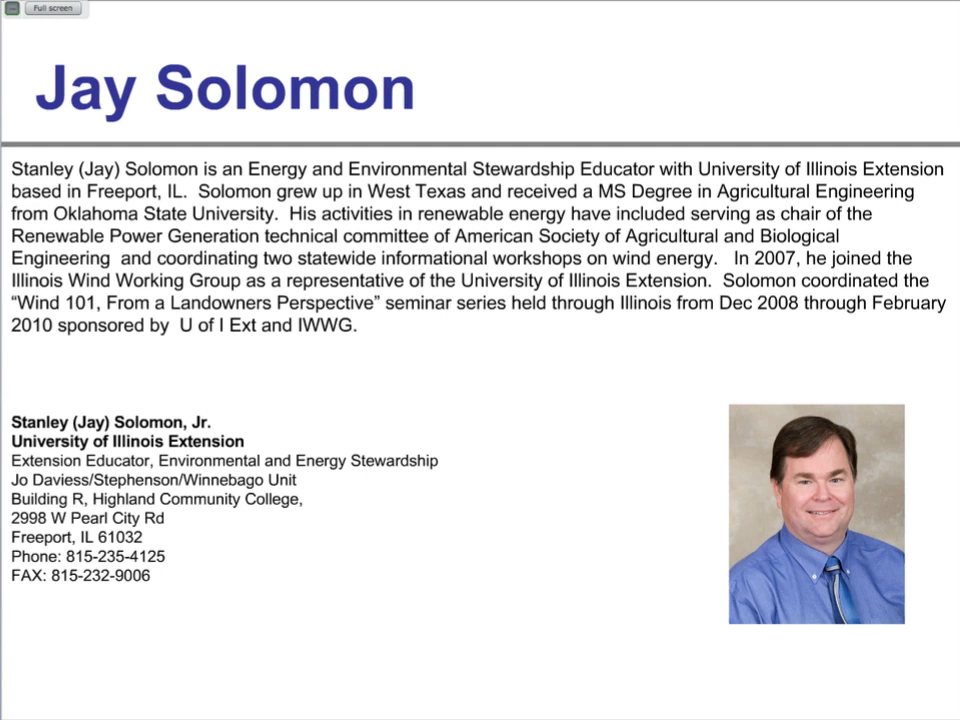 Full screen
Jay Solomon
Stanley (Jay) Solomon is an Energy and Environmental Stewardship Educator with University of Illinois Extension
based in Freeport, IL.  Solomon grew up in West Texas and received a MS Degree in Agricultural Engineering
from Oklahoma State University.  His activities in renewable energy have included serving as chair of the
Renewable Power Generation technical committee of American Society of Agricultural and Biological
Engineering  and coordinating two statewide informational workshops on wind energy.   In 2007, he joined the
Illinois Wind Working Group as a representative of the University of Illinois Extension.  Solomon coordinated the
“Wind 101, From a Landowners Perspective” seminar series held through Illinois from Dec 2008 through February
2010 sponsored by  U of I Ext and IWWG.
Stanley (Jay) Solomon, Jr.
University of Illinois Extension
Extension Educator, Environmental and Energy Stewardship
Jo Daviess/Stephenson/Winnebago Unit
Building R, Highland Community College,
2998 W Pearl City Rd
Freeport, IL 61032
Phone: 815-235-4125
FAX: 815-232-9006